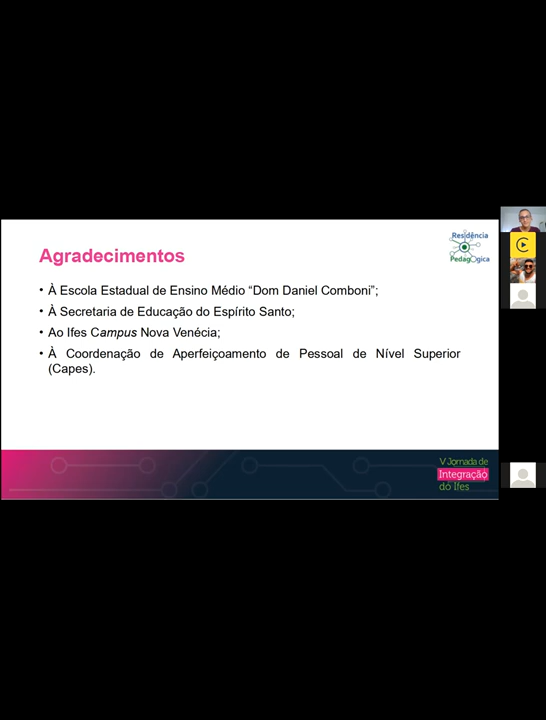 Residência
Pedagógica
Agradecimentos
• À Escola Estadual de Ensino Médio “Dom Daniel Comboni”;
• À Secretaria de Educação do Espírito Santo;
• Ao Ifes Campus Nova Venécia;
• À Coordenação de Aperfeiçoamento de Pessoal de Nível Superior
(Capes).
V Jornada de
Integração
do Ifes